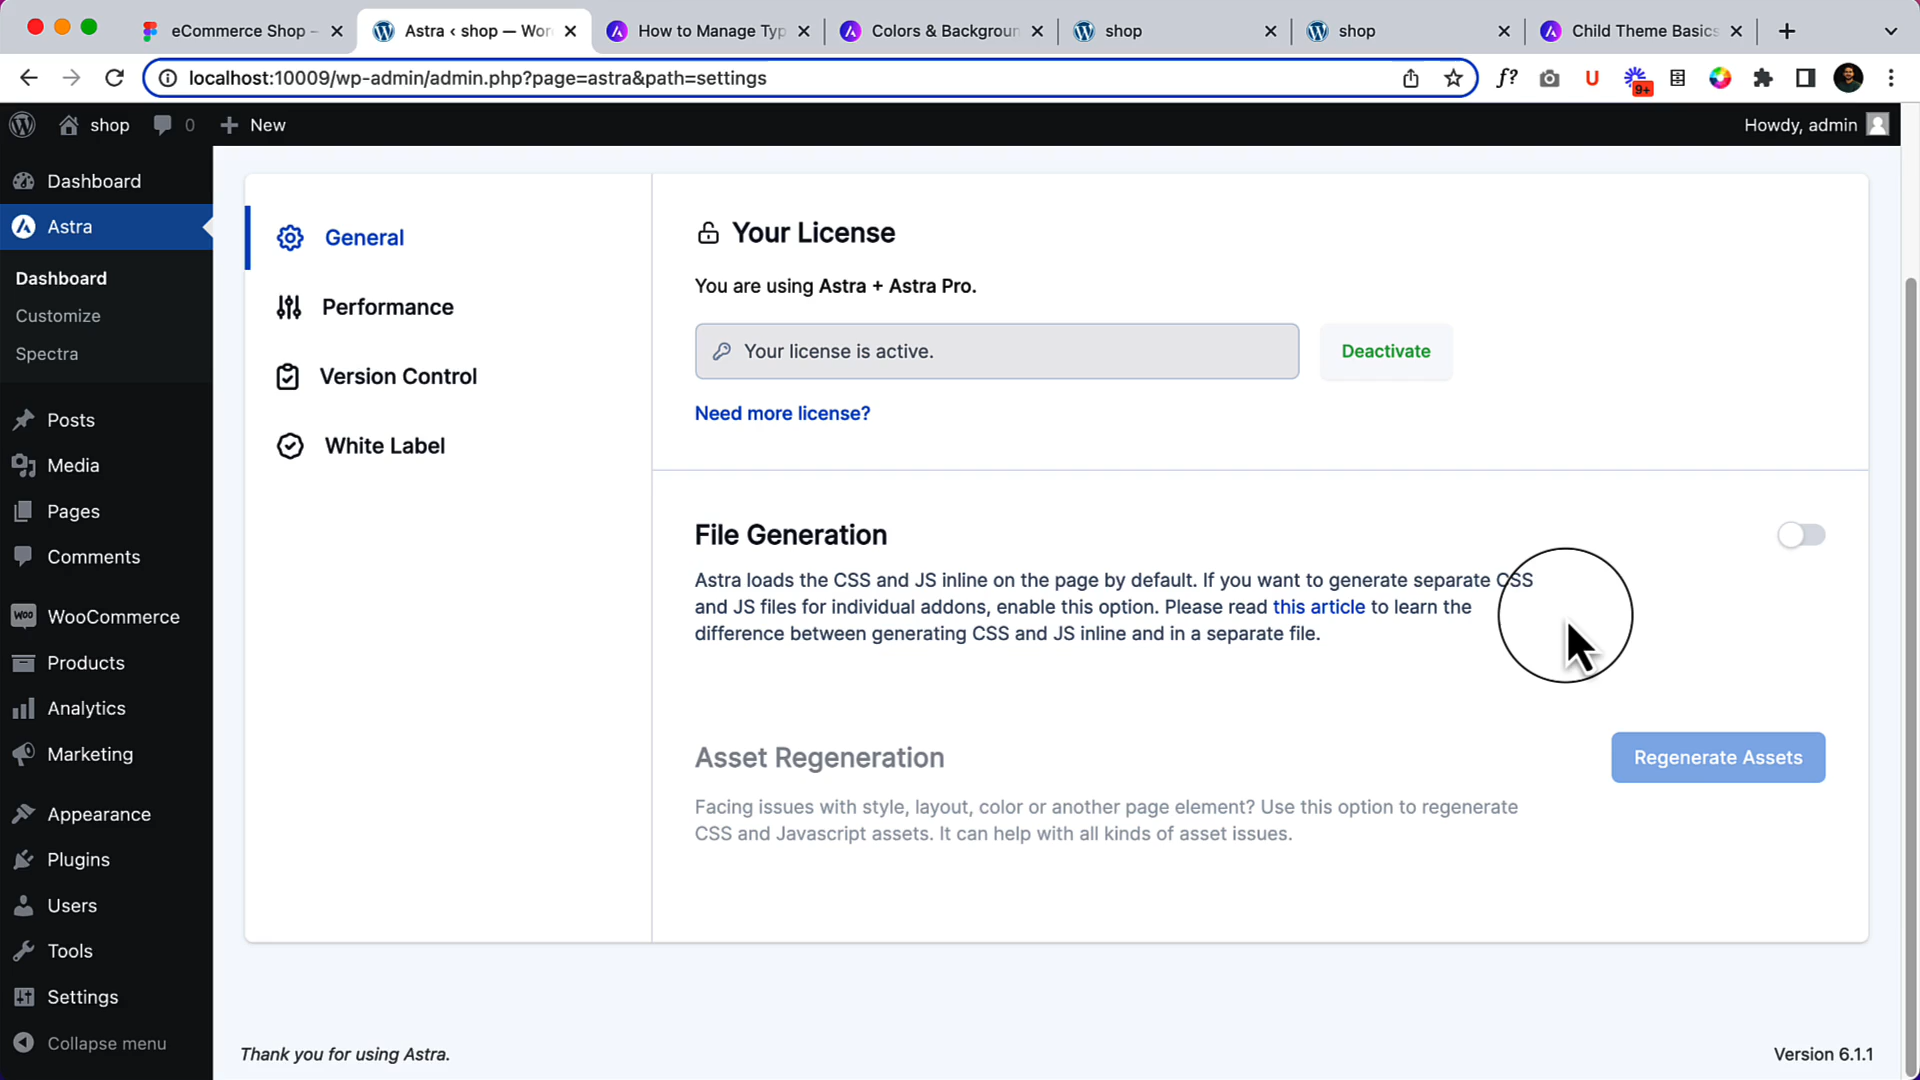 eCommerce Shop –
Astra ‹ shop — Wor
How to Manage Typ
Colors & Backgroun
shop
shop
Child Theme Basics
localhost:10009/wp-admin/admin.php?page=astra&path=settings
f?
U
9+
shop
0
New
Howdy, admin
Dashboard
Astra
Dashboard
Customize
Spectra
Posts
Media
Pages
Comments
WOO
WooCommerce
Products
Analytics
Marketing
Appearance
Plugins
Users
Tools
Settings
Collapse menu
General
Performance
Version Control
White Label
Your License
You are using Astra + Astra Pro.
Your license is active.
Deactivate
Need more license?
File Generation
Astra loads the CSS and JS inline on the page by default. If you want to generate separate CSS
and JS files for individual addons, enable this option. Please read this article to learn the
difference between generating CSS and JS inline and in a separate file.
Asset Regeneration
Regenerate Assets
Facing issues with style, layout, color or another page element? Use this option to regenerate
CSS and Javascript assets. It can help with all kinds of asset issues.
Thank you for using Astra.
Version 6.1.1